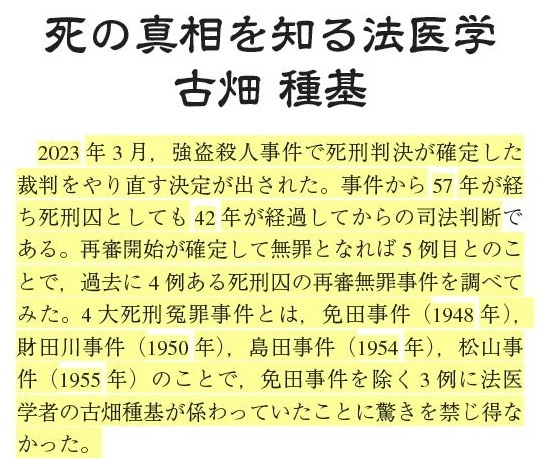 死の真相を知る法医学
古畑 種基
2023 年 3 月，強盗殺人事件で死刑判決が確定した
裁判をやり直す決定が出された。事件から 57 年が経
ち死刑囚としても 42 年が経過してからの司法判断で
ある。再審開始が確定して無罪となれば 5 例目とのこ
とで，過去に 4 例ある死刑囚の再審無罪事件を調べて
みた。4 大死刑冤罪事件とは，免田事件（1948 年），
財田川事件（1950 年），島田事件（1954 年），松山事
件（1955 年）のことで，免田事件を除く 3 例に法医
学者の古畑種基が係わっていたことに驚きを禁じ得な
かった。